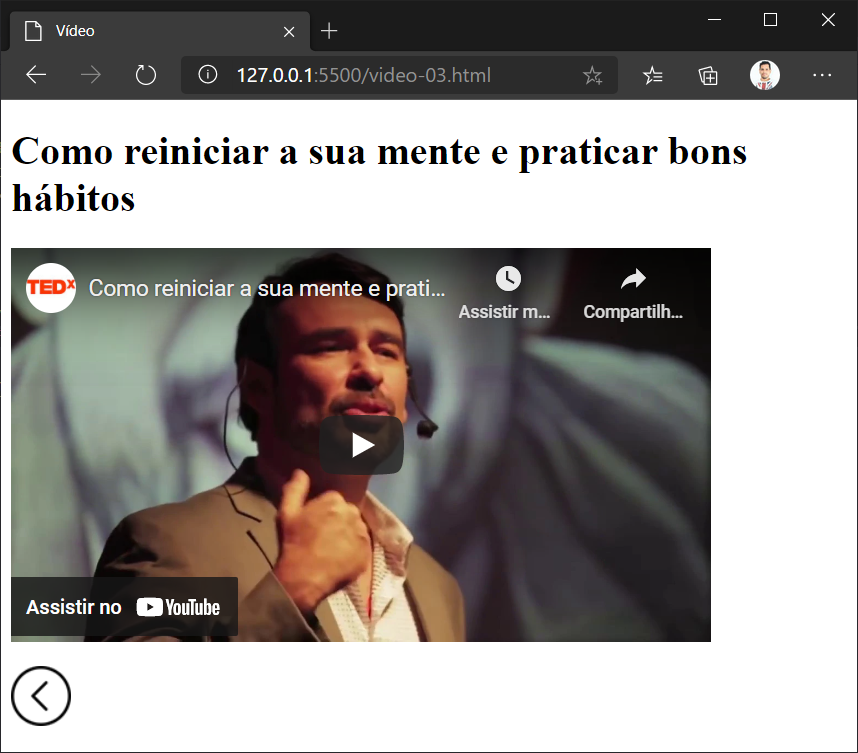 Vídeo
127.0.0.1:5500/video-03.html
Como reiniciar a sua mente e praticar bons
hábitos
TEDx
Como reiniciar a sua mente e prati...
Assistir m...
Compartilh...
Assistir no YouTube